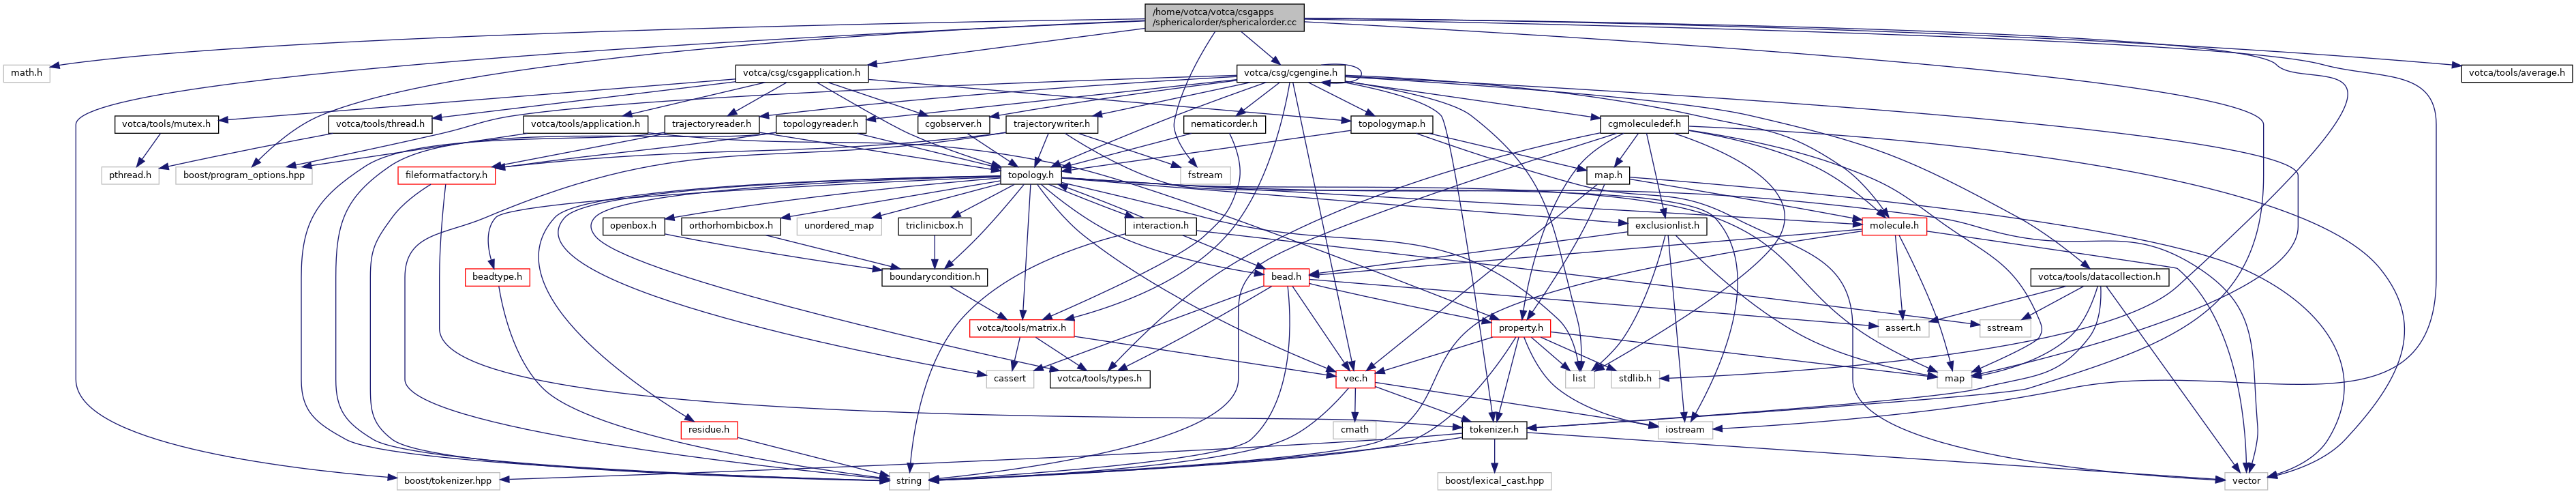 /home/votca/votca/csgapps
/sphericalorder/sphericalorder.cc
math.h
votca/csg/csgapplication.h
votca/csg/cgengine.h
votca/tools/average.h
votca/tools/mutex.h
votca/tools/thread.h
votca/tools/application.h
trajectoryreader.h
topologyreader.h
cgobserver.h
trajectorywriter.h
nematicorder.h
topologymap.h
cgmoleculedef.h
pthread.h
boost/program_options.hpp
fileformatfactory.h
topology.h
fstream
map.h
openbox.h
orthorhombicbox.h
unordered_map
triclinicbox.h
interaction.h
exclusionlist.h
molecule.h
beadtype.h
boundarycondition.h
bead.h
votca/tools/datacollection.h
votca/tools/matrix.h
property.h
assert.h
sstream
cassert
votca/tools/types.h
vec.h
list
stdlib.h
map
residue.h
cmath
tokenizer.h
iostream
boost/tokenizer.hpp
string
boost/lexical_cast.hpp
vector